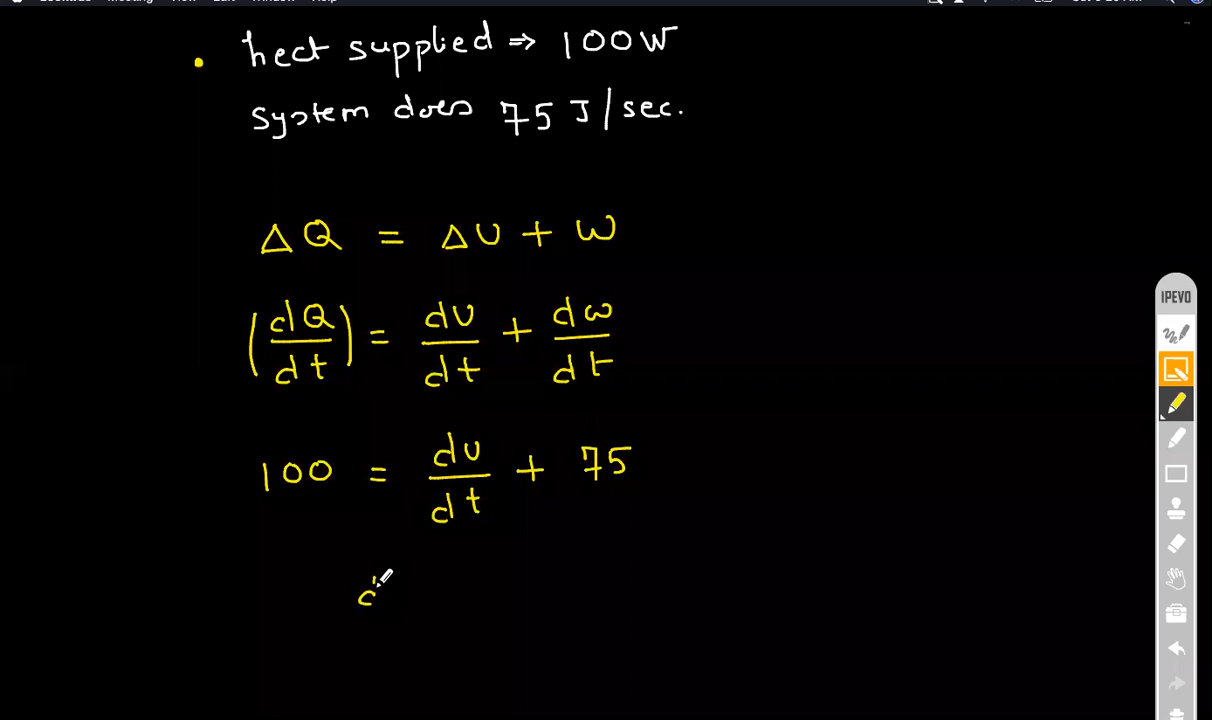 hect supplied ⇒ 100W
system does 75 J/sec.
ΔQ = ΔU + W
(dQ/dt) = dU/dt + dW/dt
100 = dU/dt + 75
d
IPEVO